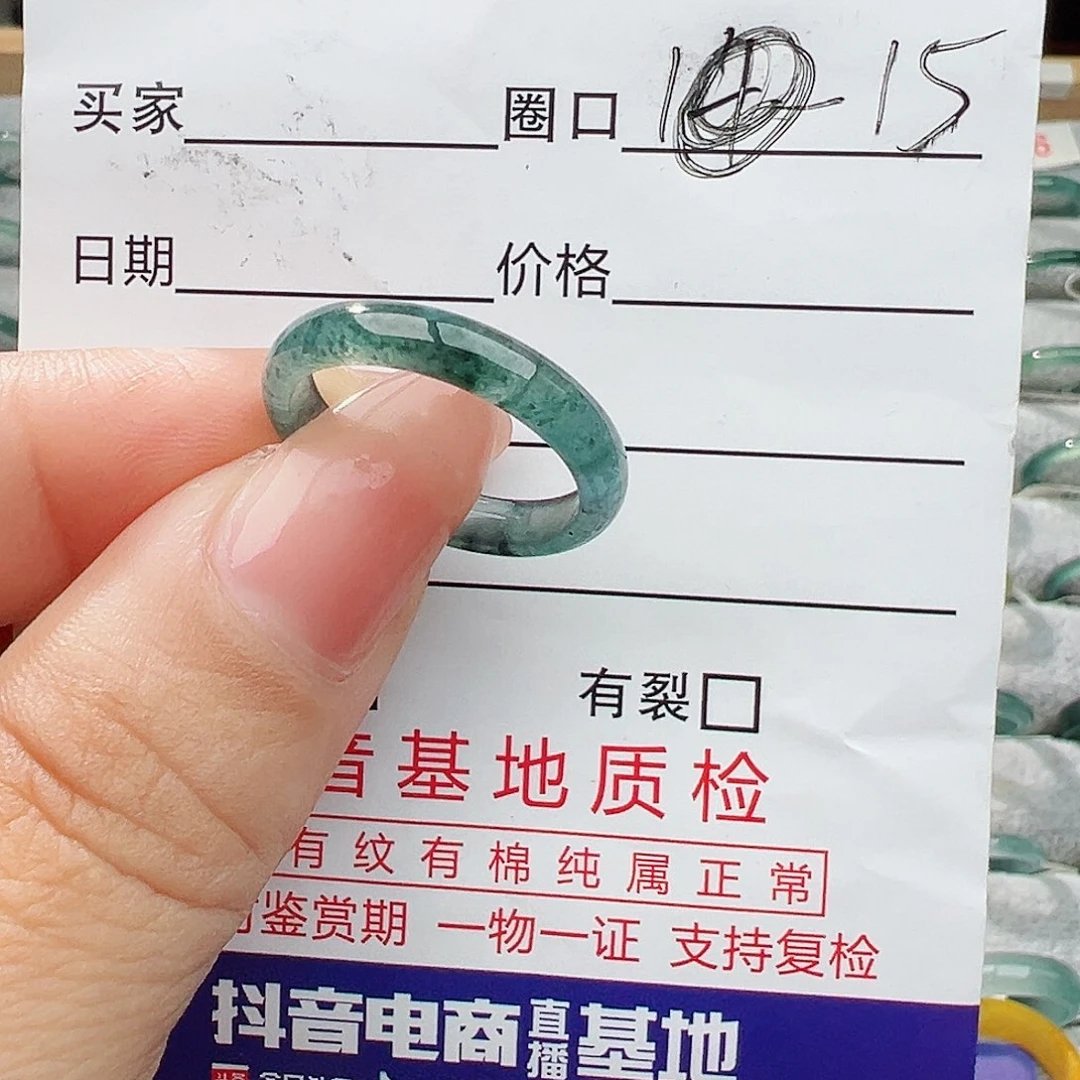 买家 圈口 14-15
日期 价格
有裂
音基地质检
有纹有棉纯属正常
鉴赏期 一物一证 支持复检
抖音电商直播基地